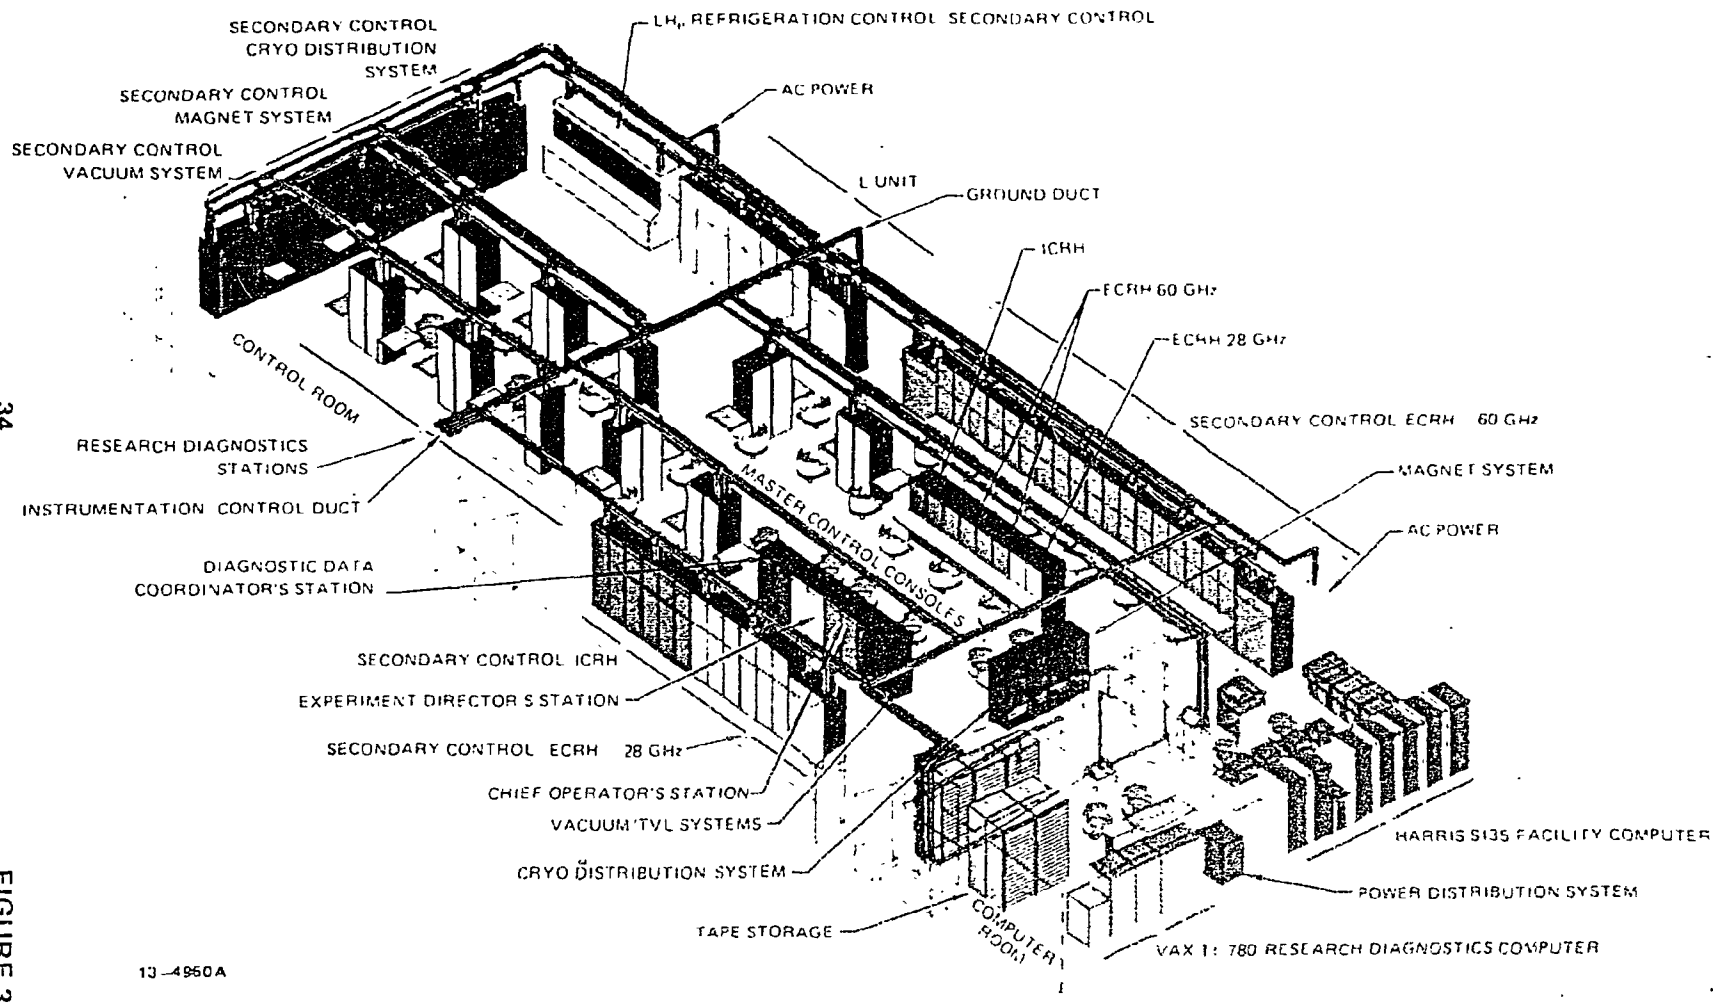 SECONDARY CONTROL
CRYO DISTRIBUTION
SYSTEM
REFRIGERATION CONTROL SECONDARY CONTROL
SECONDARY CONTROL
MAGNET SYSTEM
AC POWER
SECONDARY CONTROL
VACUUM SYSTEM
L UNIT
GROUND DUCT
ICRH
ECRH 60 GHz
ECRH 28 GHz
CONTROL ROOM
SECONDARY CONTROL ECRH 60 GHz
RESEARCH DIAGNOSTICS
STATIONS
MAGNET SYSTEM
INSTRUMENTATION CONTROL DUCT
MASTER CONTROL CONSOLES
AC POWER
DIAGNOSTIC DATA
COORDINATOR'S STATION
SECONDARY CONTROL ICRH
EXPERIMENT DIRECTOR S STATION
SECONDARY CONTROL ECRH 28 GHz
CHIEF OPERATOR'S STATION
VACUUM 'TVL SYSTEMS
HARRIS S135 FACILITY COMPUTER
CRYO DISTRIBUTION SYSTEM
POWER DISTRIBUTION SYSTEM
TAPE STORAGE
COMPUTER
ROOM
VAX 1: 780 RESEARCH DIAGNOSTICS COMPUTER
13-4950A
34
FIGURE 3